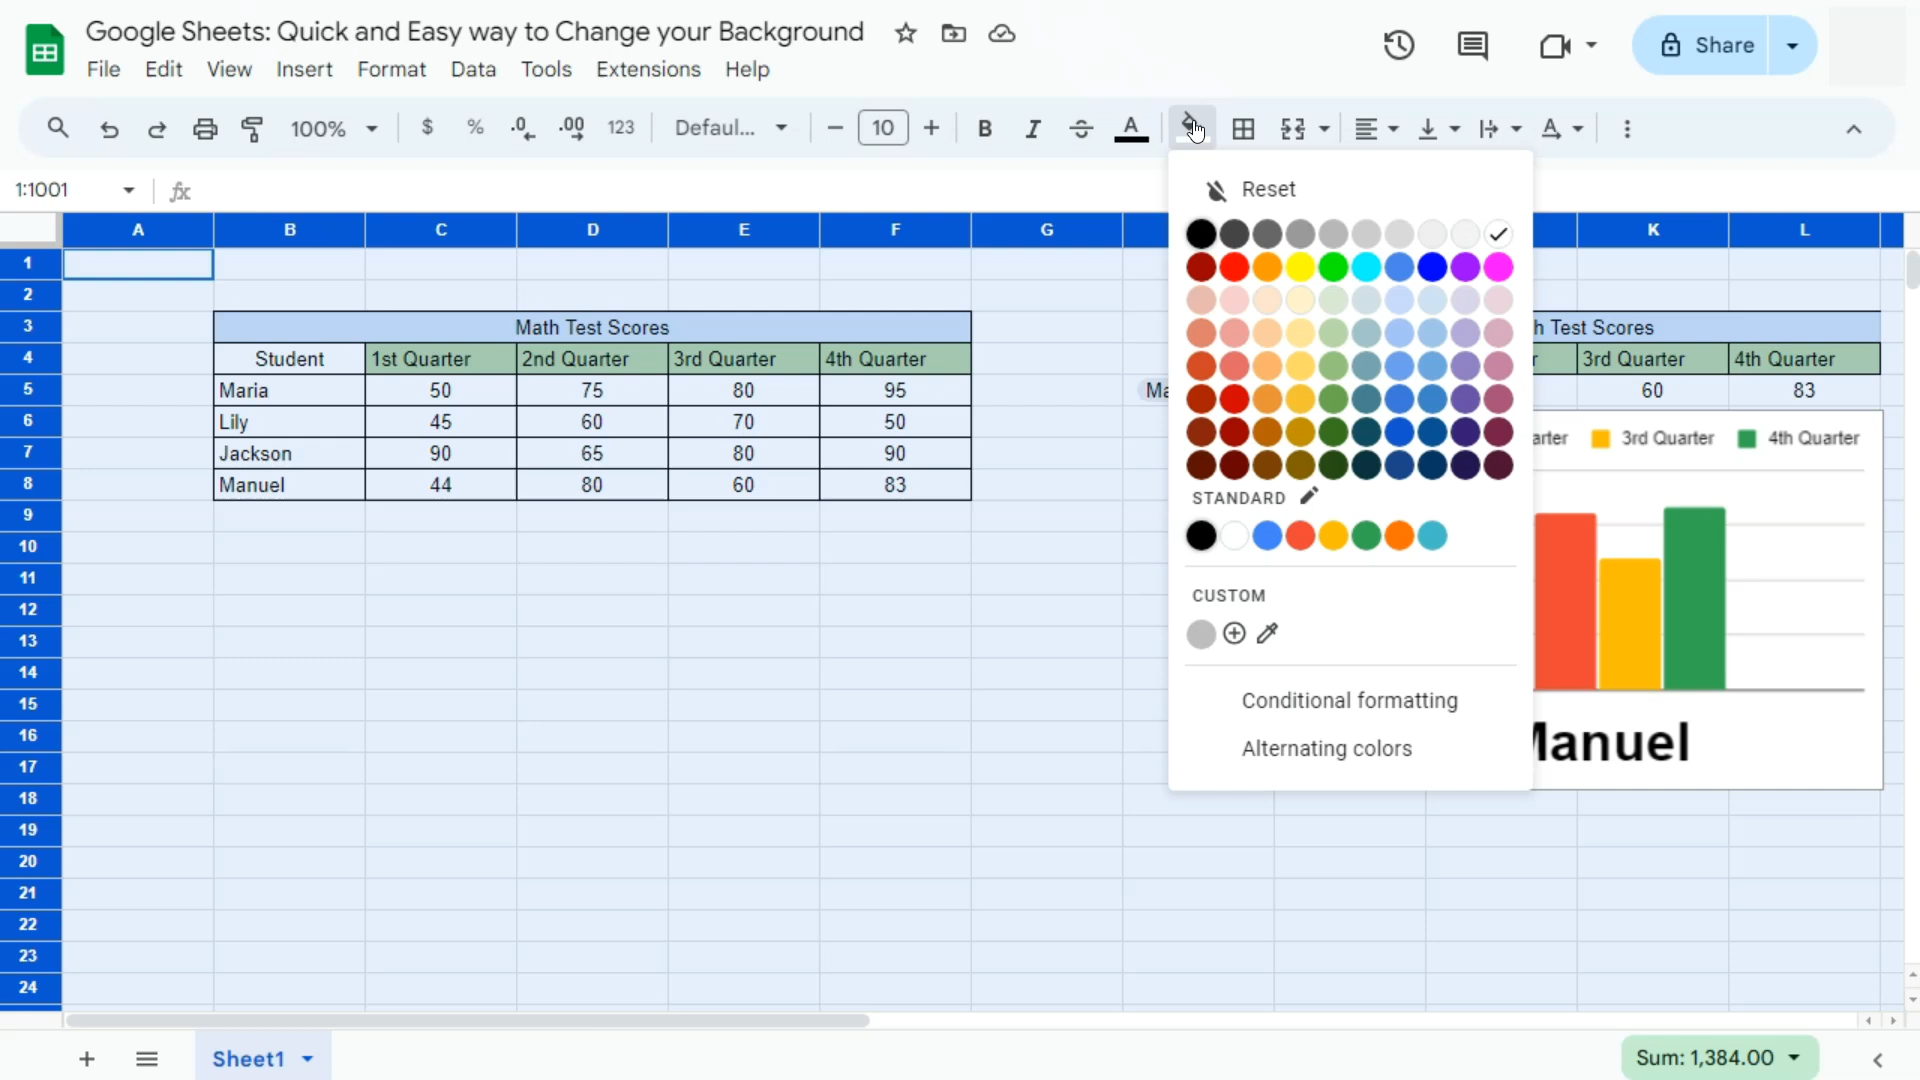 Google Sheets: Quick and Easy way to Change your Background
File Edit View Insert Format Data Tools Extensions Help
Share
100% $ % .0 .00 123 Defaul... 10 B I S A A
1:1001 fx
Reset
A B C D E F G K L
1
2
3 Math Test Scores h Test Scores
4 Student 1st Quarter 2nd Quarter 3rd Quarter 4th Quarter r 3rd Quarter 4th Quarter
5 Maria 50 75 80 95 Ma 60 83
6 Lily 45 60 70 50
arter 3rd Quarter 4th Quarter
7 Jackson 90 65 80 90
8 Manuel 44 80 60 83
STANDARD
9
10
11
CUSTOM
12
13
14
Conditional formatting
15
Manuel
Alternating colors
16
17
18
19
20
21
22
23
24
Sheet1 Sum: 1,384.00